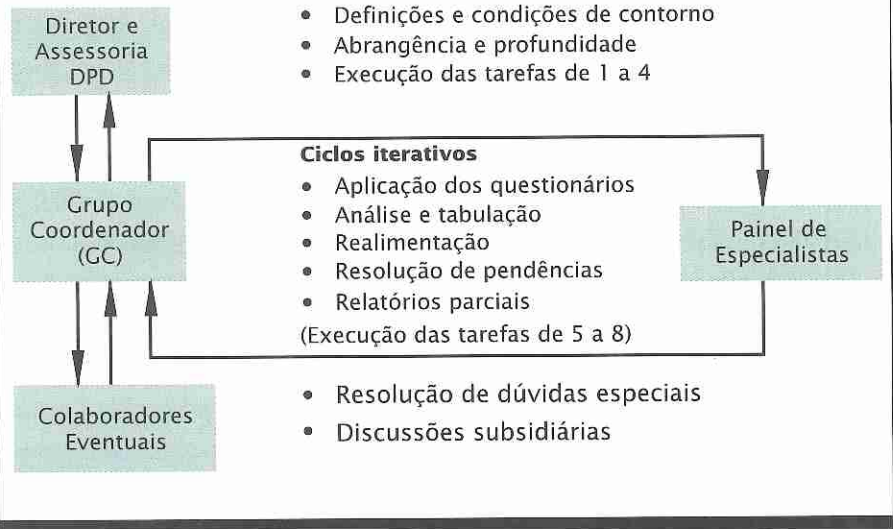 Diretor e
Assessoria
DPD
• Definições e condições de contorno
• Abrangência e profundidade
• Execução das tarefas de 1 a 4
Ciclos iterativos
• Aplicação dos questionários
• Análise e tabulação
• Realimentação
• Resolução de pendências
• Relatórios parciais
(Execução das tarefas de 5 a 8)
Grupo
Coordenador
(GC)
Painel de
Especialistas
Colaboradores
Eventuais
• Resolução de dúvidas especiais
• Discussões subsidiárias